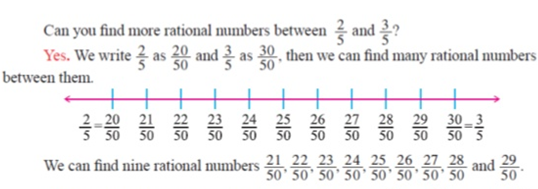 Can you find more rational numbers between 2/5 and 3/5?
Yes. We write 2/5 as 20/50 and 3/5 as 30/50, then we can find many rational numbers
between them.
2/5=20/50 21/50 22/50 23/50 24/50 25/50 26/50 27/50 28/50 29/50 30/50=3/5
We can find nine rational numbers 21/50, 22/50, 23/50, 24/50, 25/50, 26/50, 27/50, 28/50 and 29/50.